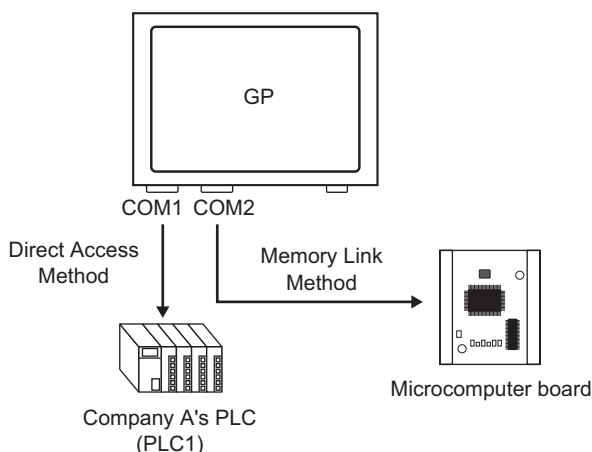 GP
COM1 COM2
Direct Access
Method
Memory Link
Method
Company A's PLC
(PLC1)
Microcomputer board